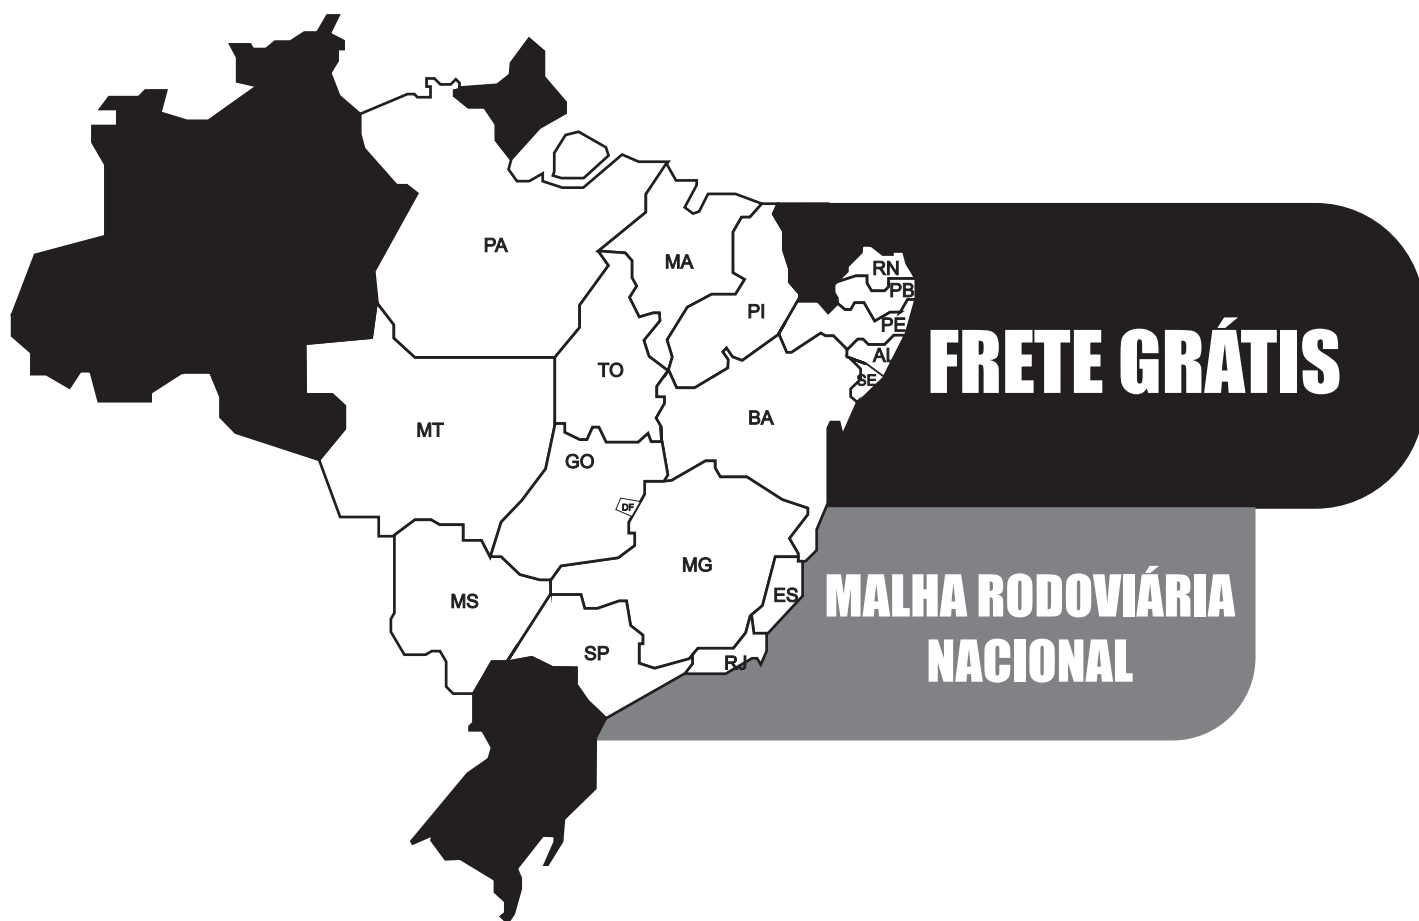 PA
MA
RN
PB
PI
PE
AL
TO
SE
BA
MT
GO
DF
MG
MS
ES
SP
RJ
FRETE GRÁTIS
MALHA RODOVIÁRIA
NACIONAL